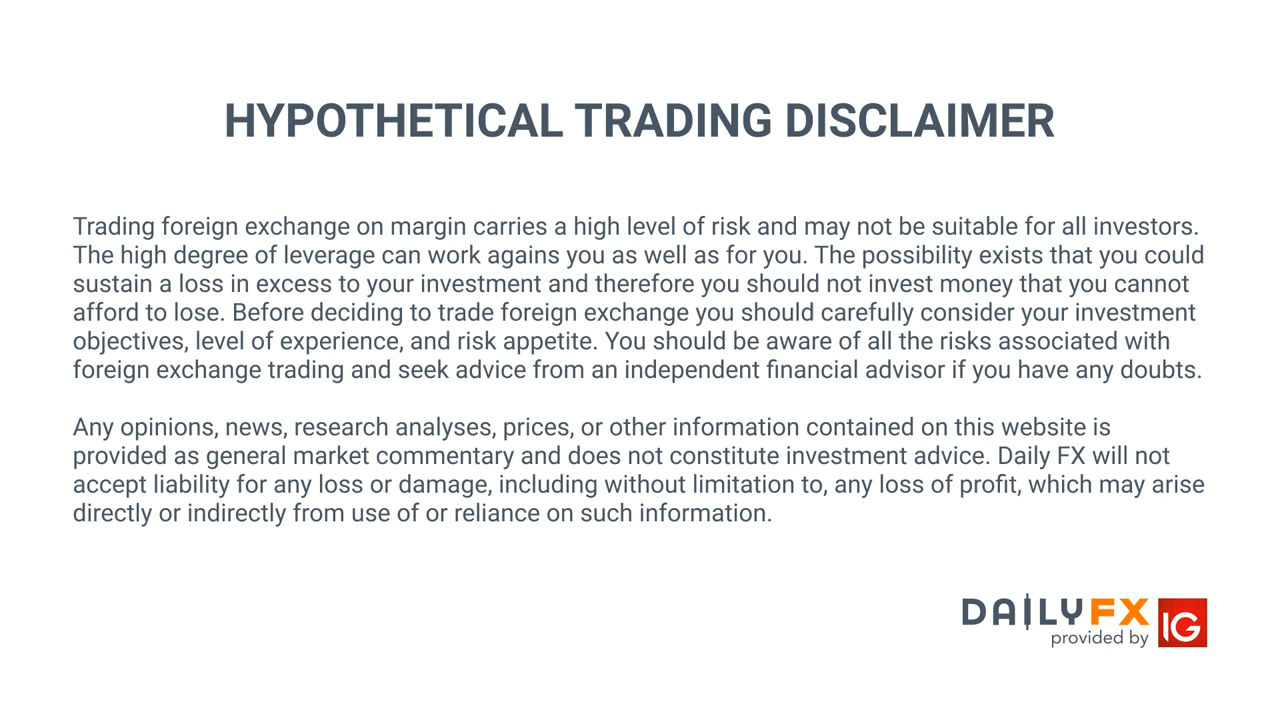 HYPOTHETICAL TRADING DISCLAIMER
Trading foreign exchange on margin carries a high level of risk and may not be suitable for all investors.
The high degree of leverage can work agains you as well as for you. The possibility exists that you could
sustain a loss in excess to your investment and therefore you should not invest money that you cannot
afford to lose. Before deciding to trade foreign exchange you should carefully consider your investment
objectives, level of experience, and risk appetite. You should be aware of all the risks associated with
foreign exchange trading and seek advice from an independent financial advisor if you have any doubts.
Any opinions, news, research analyses, prices, or other information contained on this website is
provided as general market commentary and does not constitute investment advice. Daily FX will not
accept liability for any loss or damage, including without limitation to, any loss of profit, which may arise
directly or indirectly from use of or reliance on such information.
DAILYFX
provided by IG